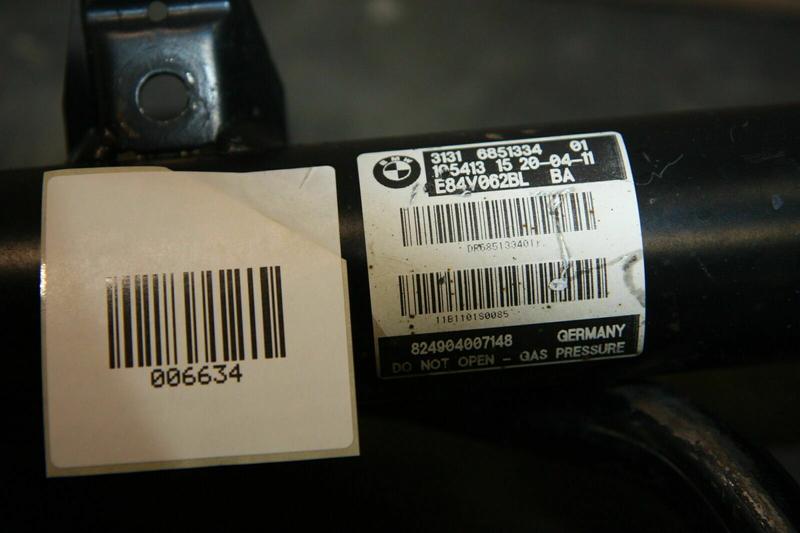 BMW
3131 6851334 01
105413 15 20-04-11
E84V062BL BA
11B1101S0085
824904007148 GERMANY
DO NOT OPEN - GAS PRESSURE
006634